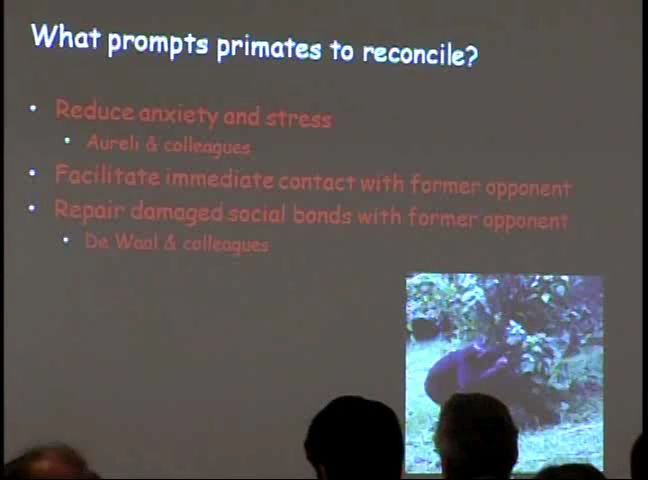 What prompts primates to reconcile?
• Reduce anxiety and stress
• Aureli & colleagues
• Facilitate immediate contact with former opponent
• Repair damaged social bonds with former opponent
• De Waal & colleagues